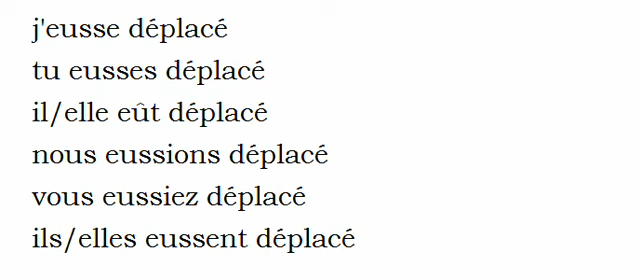 j'eusse déplacé
tu eusses déplacé
il/elle eût déplacé
nous eussions déplacé
vous eussiez déplacé
ils/elles eussent déplacé